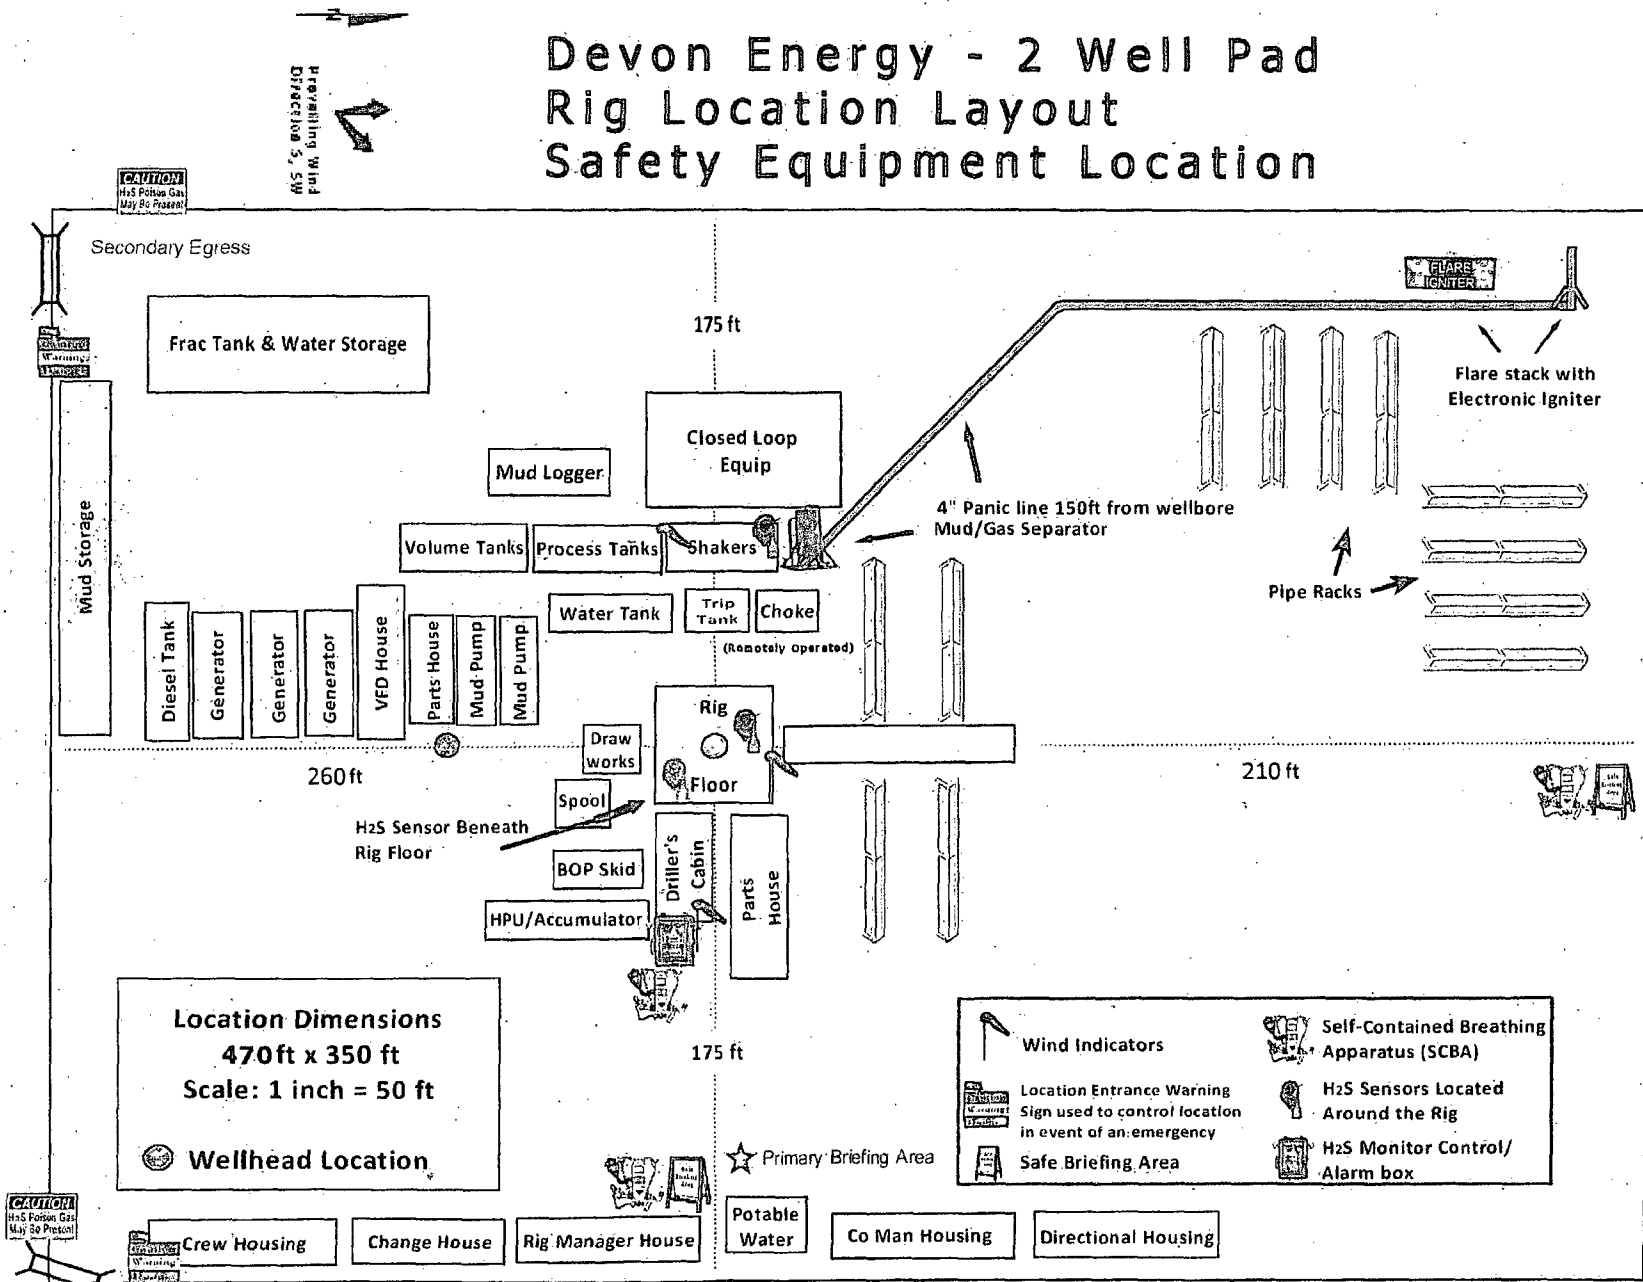 Z
Devon Energy - 2 Well Pad
Rig Location Layout
Safety Equipment Location
Prevailing Wind
Direction S, SW
CAUTION
H2S Poison Gas
May Be Present
Secondary Egress
Warning
Frac Tank & Water Storage
175 ft
FLARE
IGNITER
Flare stack with
Electronic Igniter
Closed Loop
Equip
Mud Logger
4" Panic line 150ft from wellbore
Mud/Gas Separator
Mud Storage
Volume Tanks
Process Tanks
Shakers
Pipe Racks
Water Tank
Trip
Tank
Choke
(Remotely Operated)
Diesel Tank
Generator
Generator
Generator
VFD House
Parts House
Mud Pump
Mud Pump
Rig
Floor
Draw
works
260ft
210 ft
Spool
H2S Sensor Beneath
Rig Floor
BOP Skid
Driller's
Cabin
Parts
House
HPU/Accumulator
Location Dimensions
470ft x 350 ft
Scale: 1 inch = 50 ft
Wellhead Location
175 ft
Wind Indicators
Self-Contained Breathing
Apparatus (SCBA)
Location Entrance Warning
Sign used to control location
in event of an emergency
Warning
H2S Sensors Located
Around the Rig
Safe Briefing Area
H2S Monitor Control/
Alarm box
Primary Briefing Area
CAUTION
H2S Poison Gas
May Be Present
Warning
Crew Housing
Change House
Rig Manager House
Potable
Water
Co Man Housing
Directional Housing